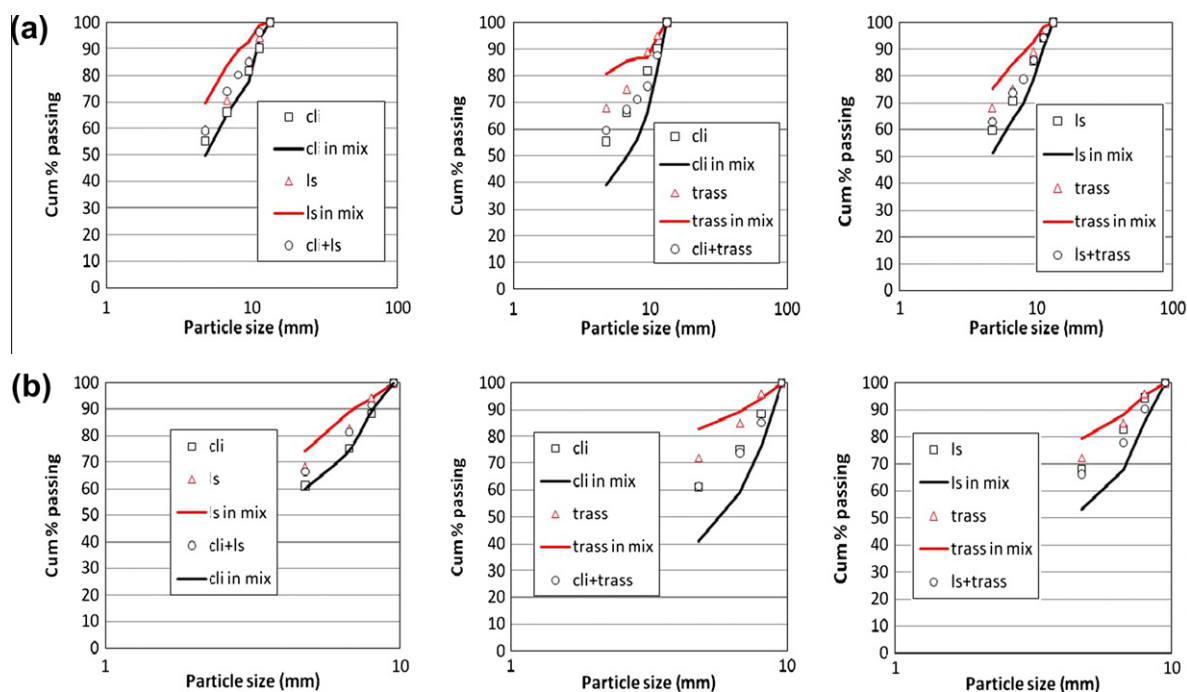 (a)
Cum % passing
100
90
80
70
60
50
40
30
20
10
0
cli
cli in mix
ls
ls in mix
cli+ls
1
10
100
Particle size (mm)
Cum % passing
100
90
80
70
60
50
40
30
20
10
0
cli
cli in mix
trass
trass in mix
cli+trass
1
10
100
Particle size (mm)
Cum % passing
100
90
80
70
60
50
40
30
20
10
0
ls
ls in mix
trass
trass in mix
ls+trass
1
10
100
Particle size (mm)
(b)
Cum % passing
100
90
80
70
60
50
40
30
20
10
0
cli
ls
ls in mix
cli+ls
cli in mix
1
10
Particle size (mm)
Cum % passing
100
90
80
70
60
50
40
30
20
10
0
cli
cli in mix
trass
trass in mix
cli+trass
1
10
Particle size (mm)
Cum % passing
100
90
80
70
60
50
40
30
20
10
0
ls
ls in mix
trass
trass in mix
ls+trass
1
10
Particle size (mm)